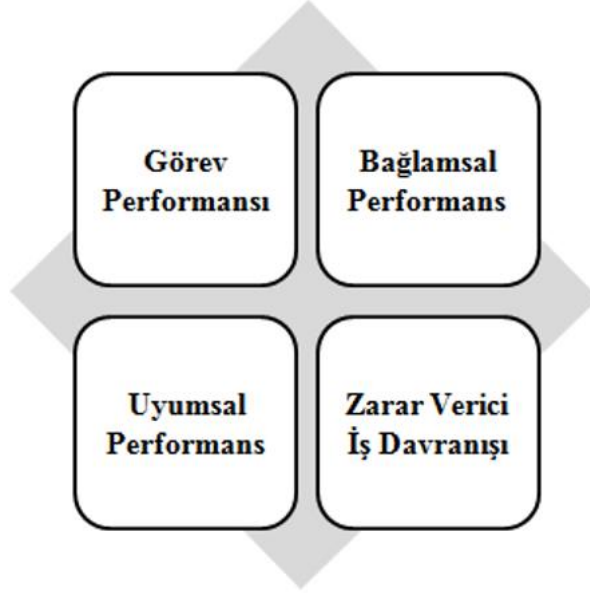 Görev
Performansı
Bağlamsal
Performans
Uyumsal
Performans
Zarar Verici
İş Davranışı